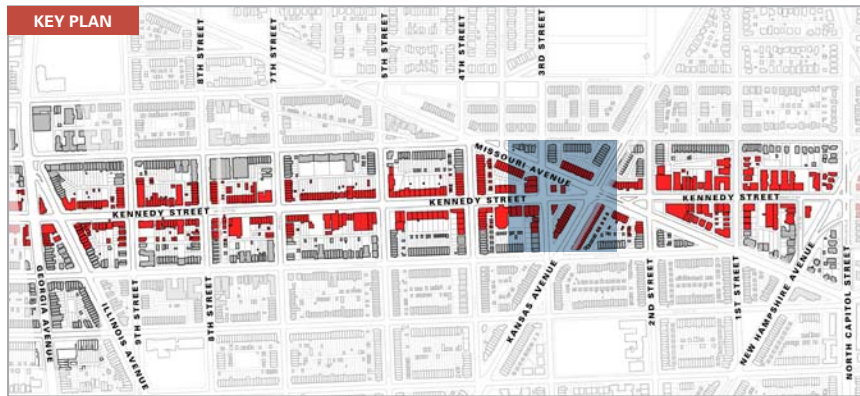 KEY PLAN
8TH STREET
7TH STREET
5TH STREET
4TH STREET
3RD STREET
MISSOURI AVENUE
KENNEDY STREET
KENNEDY STREET
KENNEDY STREET
GEORGIA AVENUE
ILLINOIS AVENUE
9TH STREET
8TH STREET
KANSAS AVENUE
2ND STREET
1ST STREET
NEW HAMPSHIRE AVENUE
NORTH CAPITOL STREET